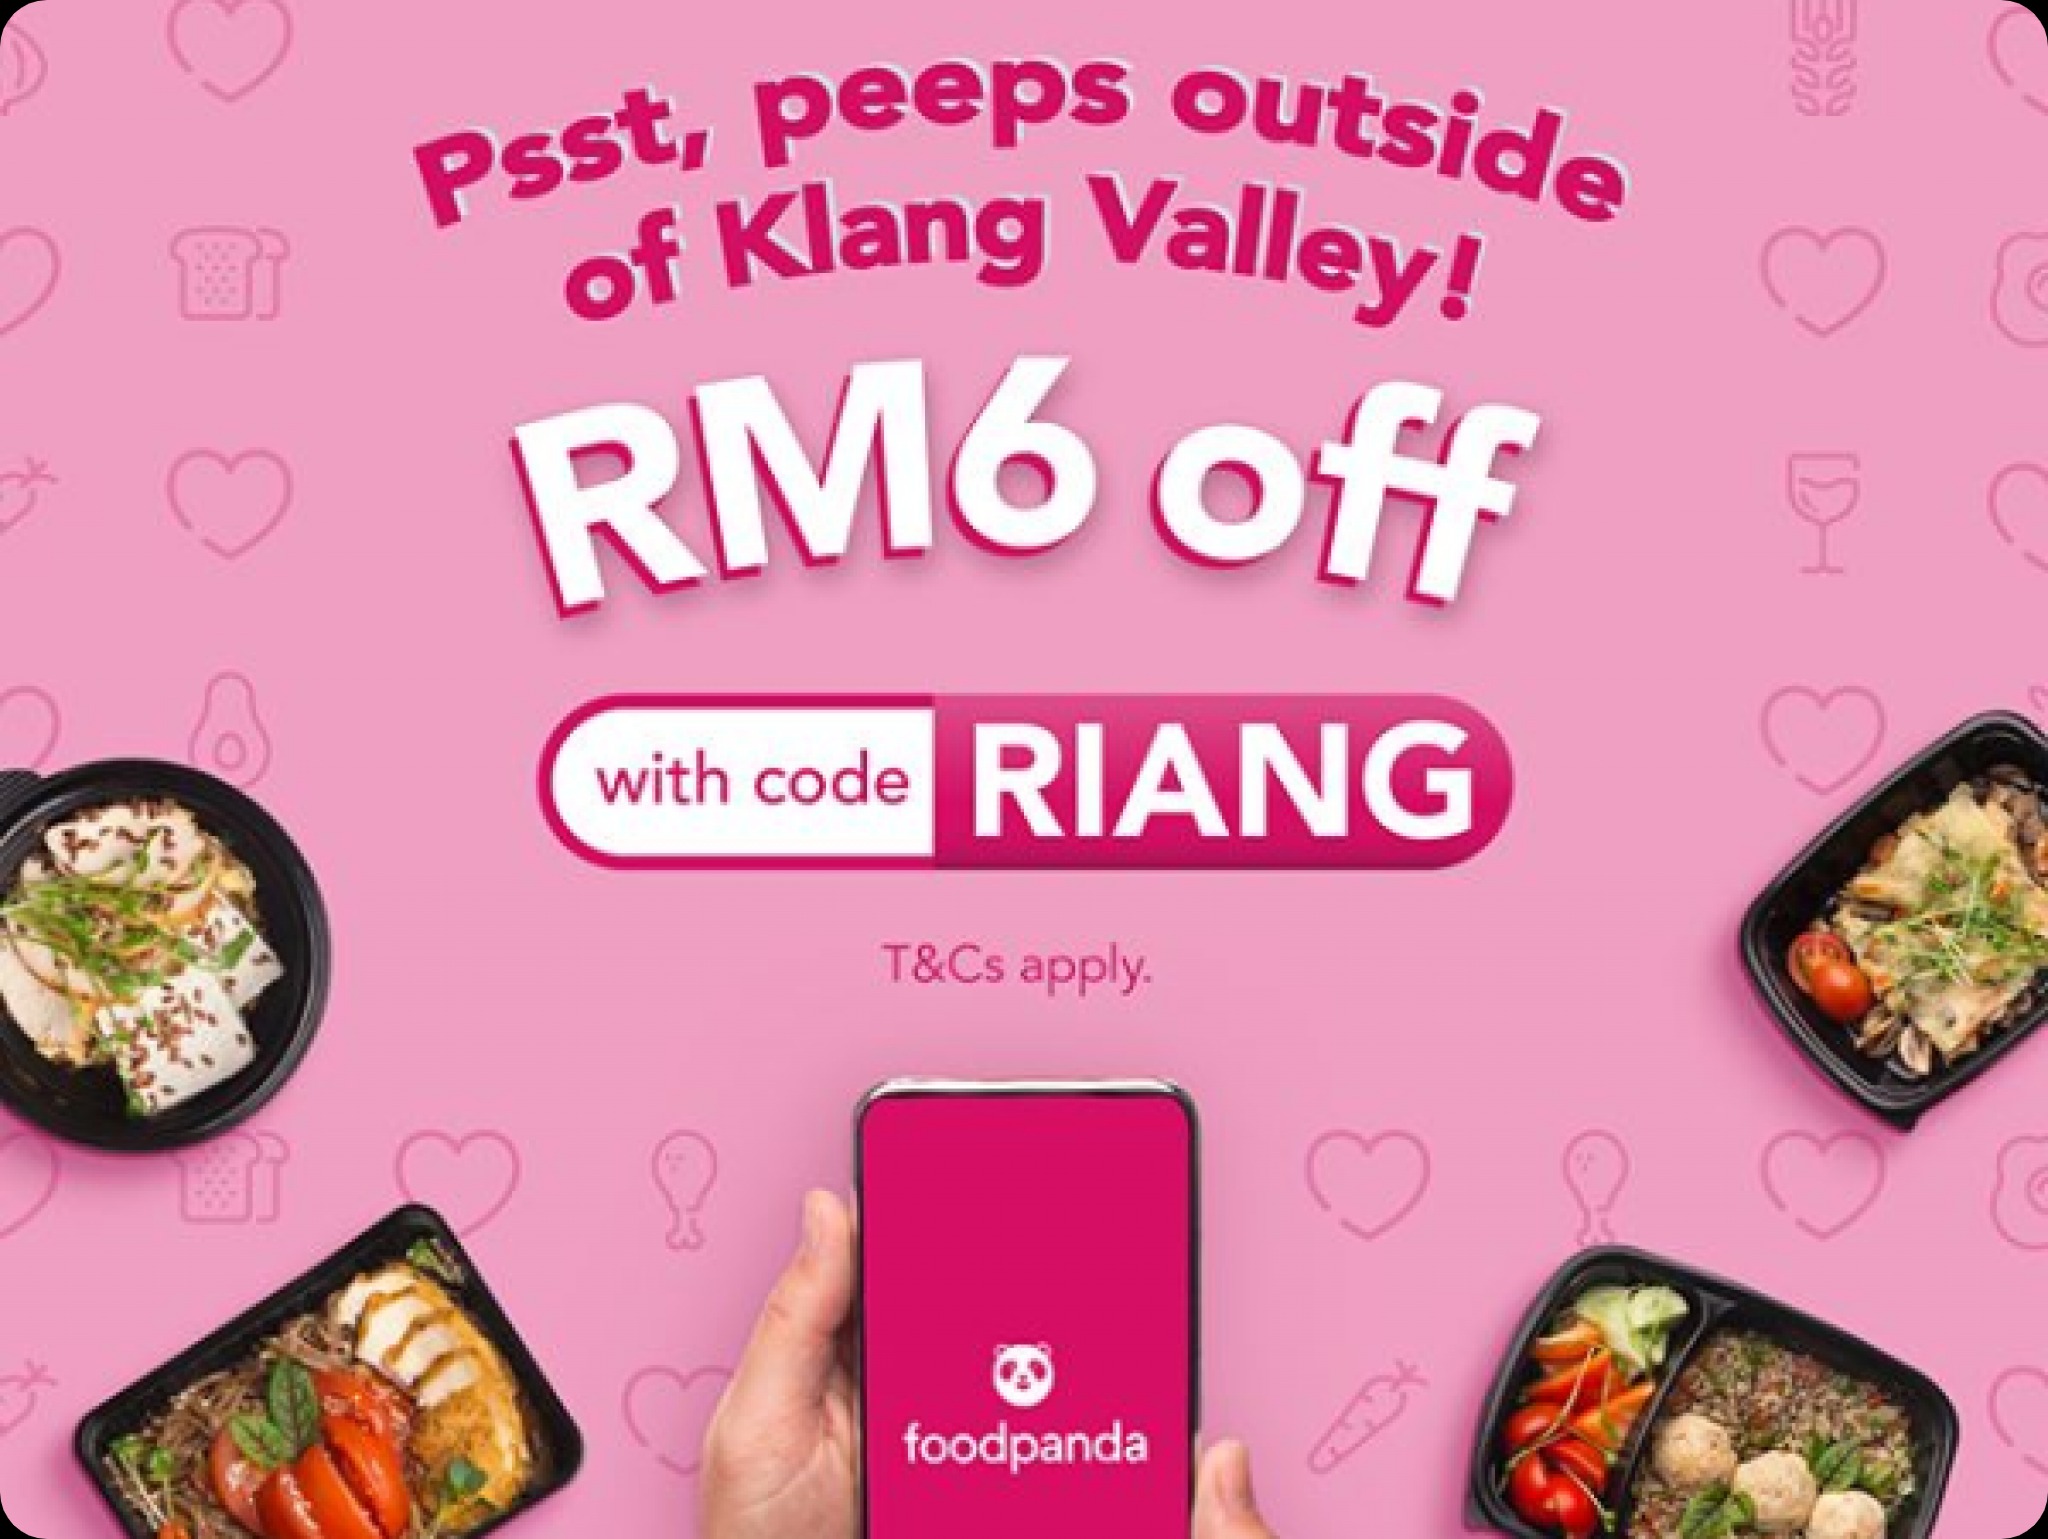 Psst, peeps outside
of Klang Valley!
RM6 off
with code RIANG
T&Cs apply.
foodpanda